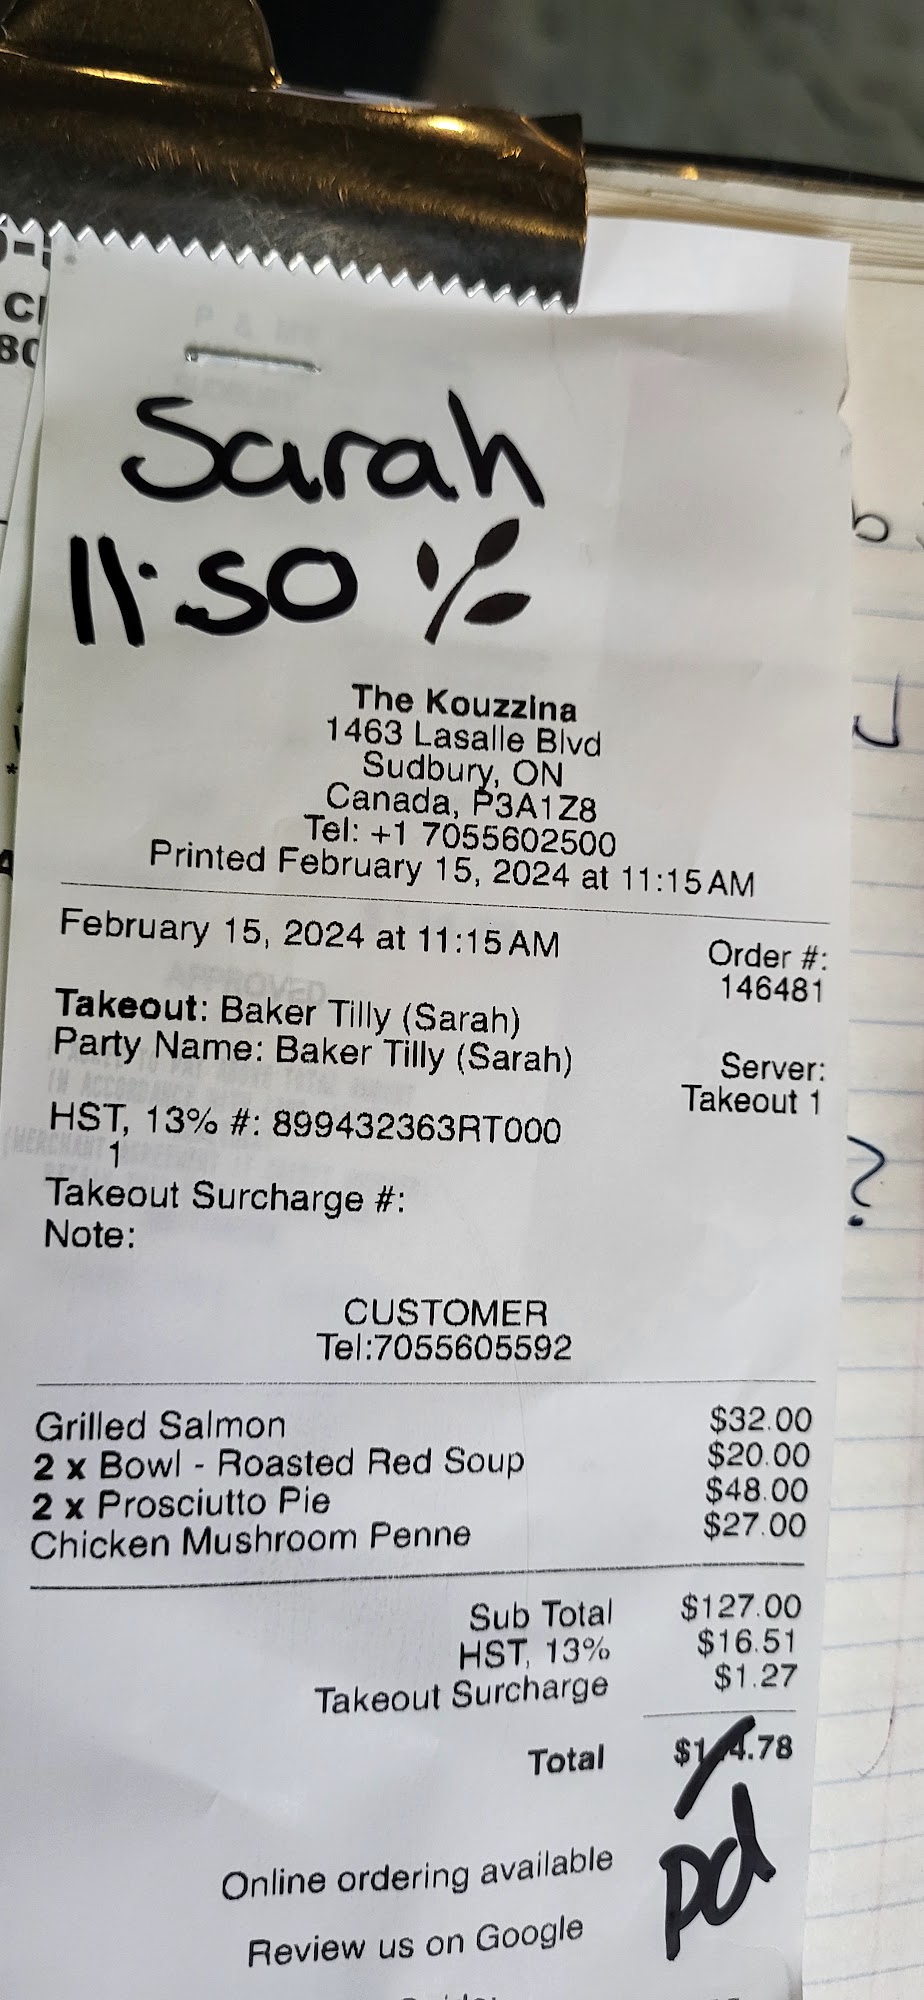 Sarah
11:50
The Kouzzina
1463 Lasalle Blvd
Sudbury, ON
Canada, P3A1Z8
Tel: +1 7055602500
Printed February 15, 2024 at 11:15 AM
February 15, 2024 at 11:15 AM
Order #:
146481
Takeout: Baker Tilly (Sarah)
Party Name: Baker Tilly (Sarah)
Server:
Takeout 1
HST, 13% #: 899432363RT000
1
Takeout Surcharge #:
Note:
CUSTOMER
Tel:7055605592
Grilled Salmon $32.00
2 x Bowl - Roasted Red Soup $20.00
2 x Prosciutto Pie $48.00
Chicken Mushroom Penne $27.00
Sub Total $127.00
HST, 13% $16.51
Takeout Surcharge $1.27
Total $144.78
pd
Online ordering available
Review us on Google